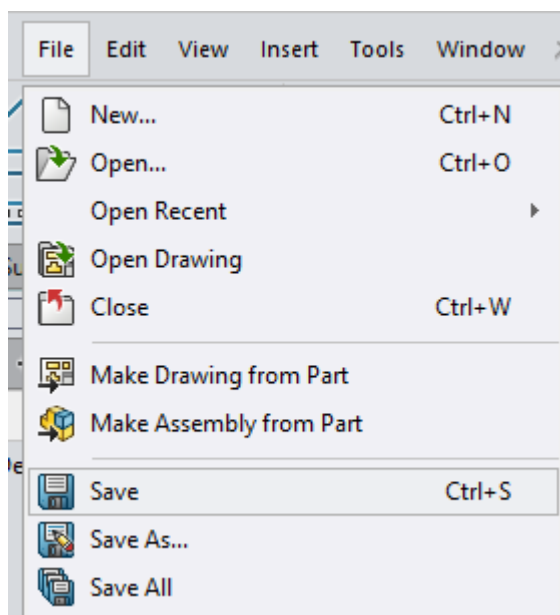 File Edit View Insert Tools Window
New... Ctrl+N
Open... Ctrl+O
Open Recent
Open Drawing
Close Ctrl+W
Make Drawing from Part
Make Assembly from Part
Save Ctrl+S
Save As...
Save All